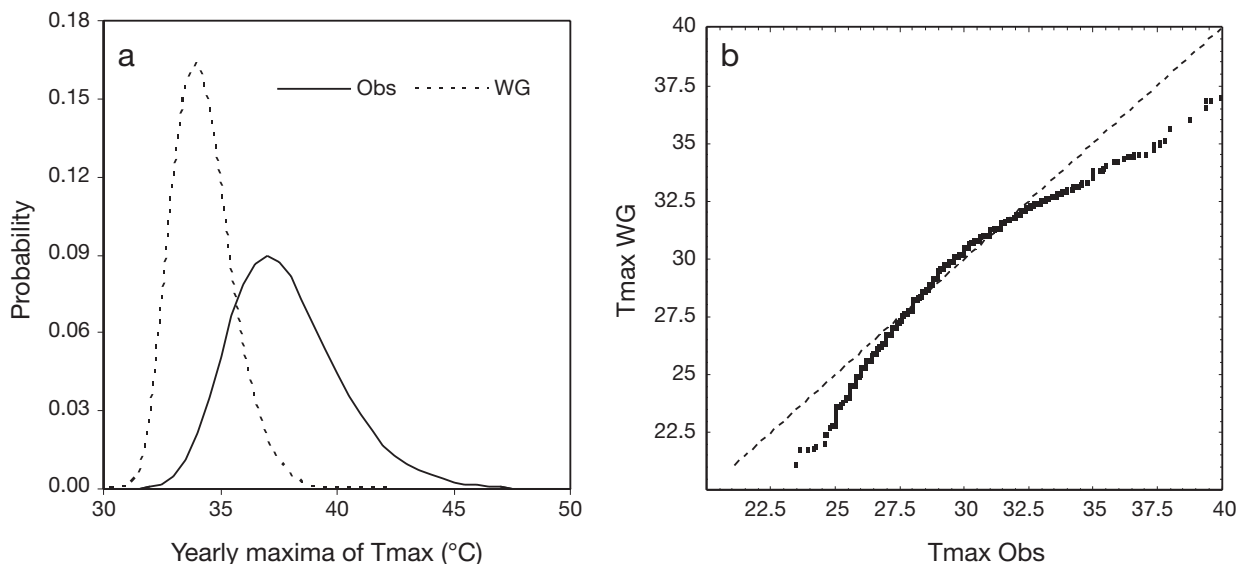 a
0.18
0.15
0.12
0.09
0.06
0.03
0.00
Probability
Obs WG
30 35 40 45 50
Yearly maxima of Tmax (°C)
b
40
37.5
35
32.5
30
27.5
25
22.5
Tmax WG
22.5 25 27.5 30 32.5 35 37.5 40
Tmax Obs